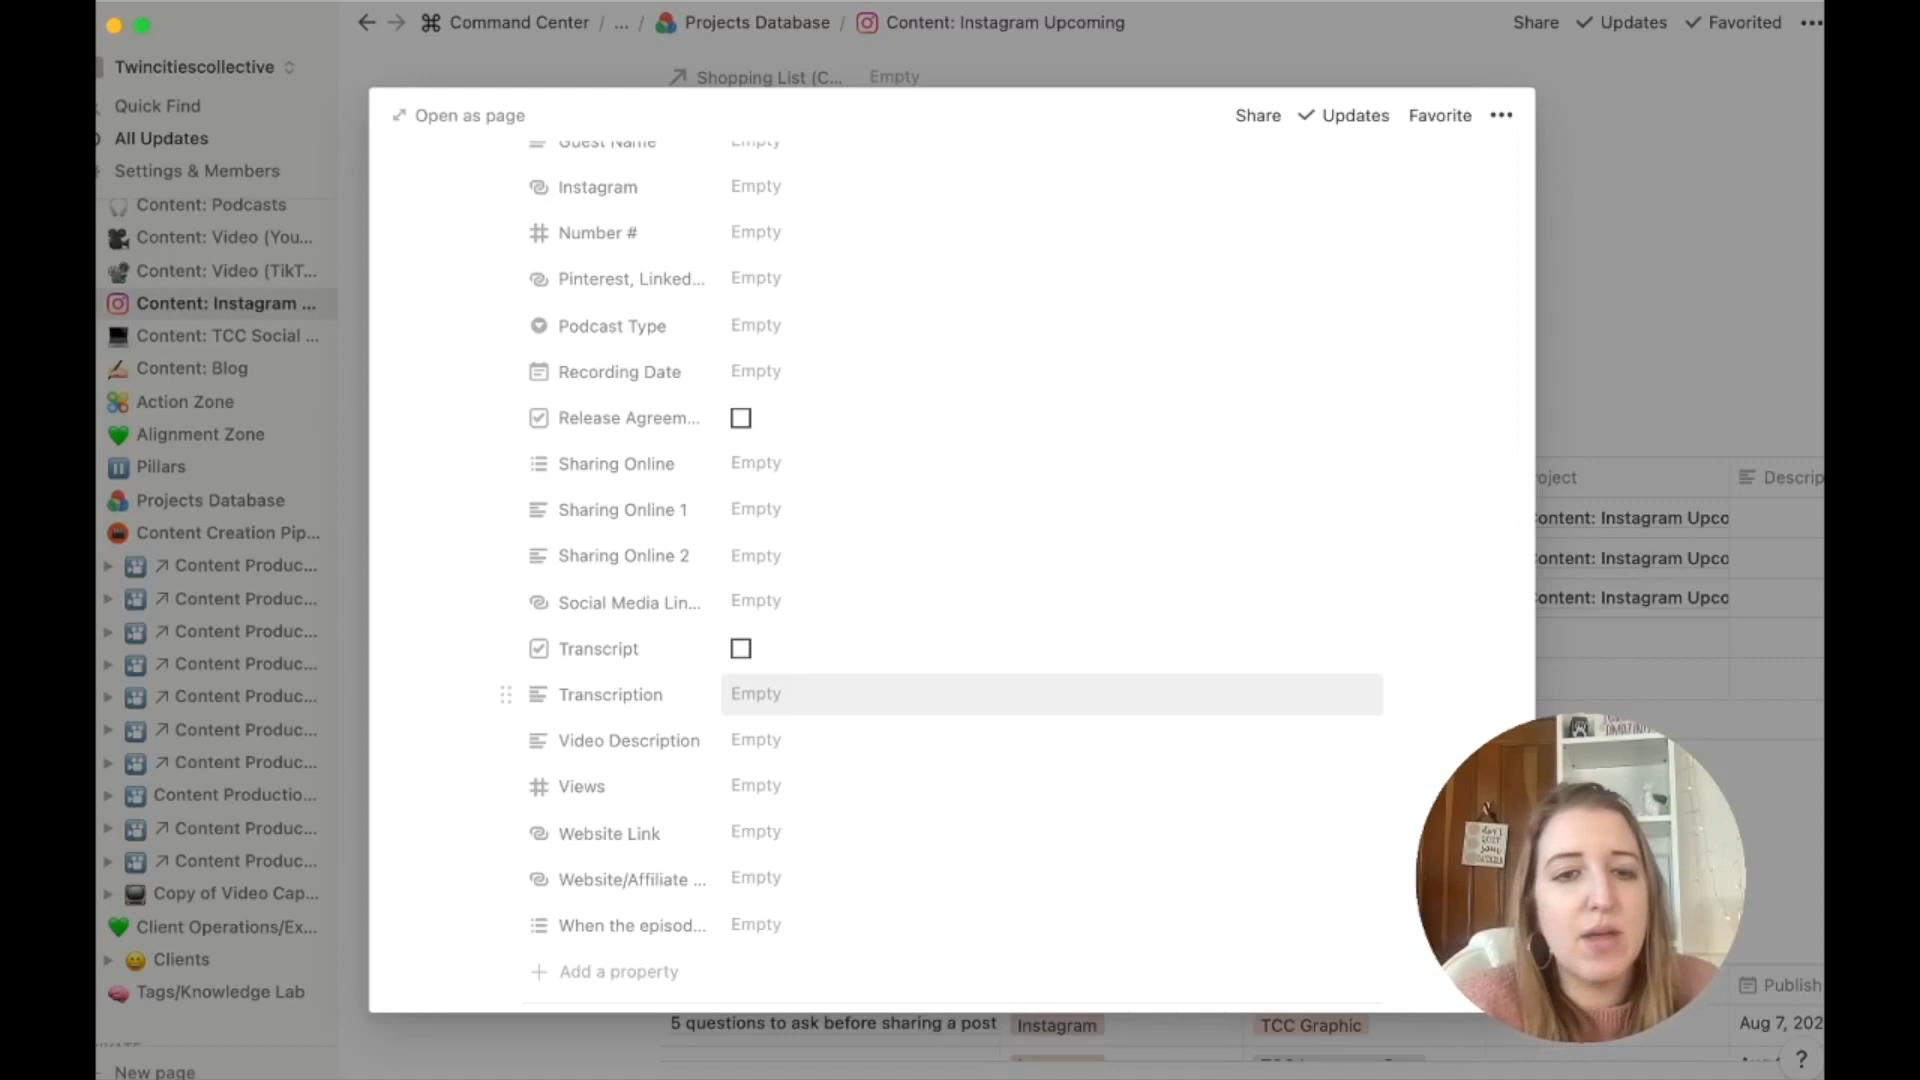 Command Center / ... / Projects Database / Content: Instagram Upcoming
Share Updates Favorited
Twincitiescollective
Quick Find
All Updates
Settings & Members
Content: Podcasts
Content: Video (You...
Content: Video (TikT...
Content: Instagram ...
Content: TCC Social ...
Content: Blog
Action Zone
Alignment Zone
Pillars
Projects Database
Content Creation Pip...
Content Produc...
Content Produc...
Content Produc...
Content Produc...
Content Produc...
Content Produc...
Content Produc...
Content Productio...
Content Produc...
Content Produc...
Copy of Video Cap...
Client Operations/Ex...
Clients
Tags/Knowledge Lab
New page
Shopping List (C... Empty
Open as page
Share Updates Favorite
Guest Name Empty
Instagram Empty
Number # Empty
Pinterest, Linked... Empty
Podcast Type Empty
Recording Date Empty
Release Agreem...
Sharing Online Empty
Sharing Online 1 Empty
Sharing Online 2 Empty
Social Media Lin... Empty
Transcript
Transcription Empty
Video Description Empty
Views Empty
Website Link Empty
Website/Affiliate ... Empty
When the episod... Empty
Add a property
oject Descrip
ontent: Instagram Upco
ontent: Instagram Upco
ontent: Instagram Upco
Publish
5 questions to ask before sharing a post Instagram TCC Graphic Aug 7, 202
?